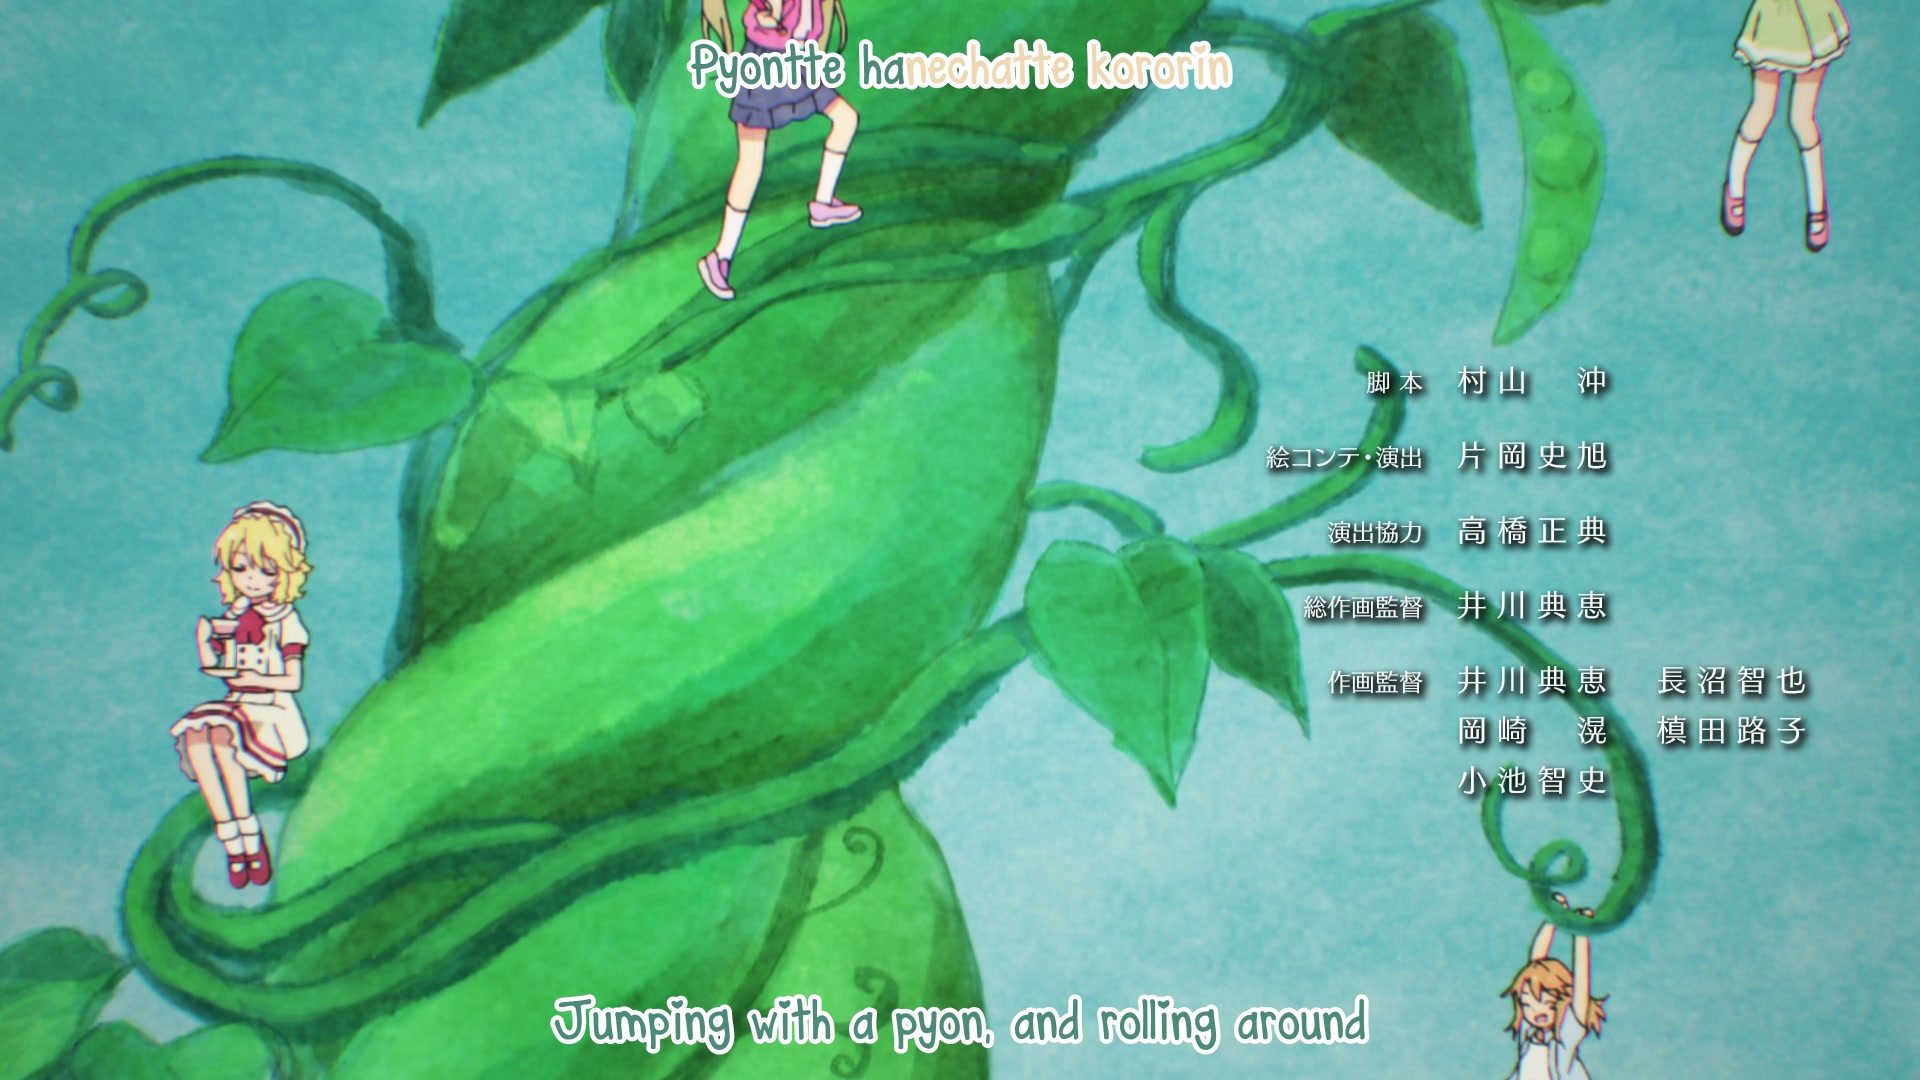 Pyontte hanechatte kororin
脚本 村山 沖
絵コンテ・演出 片岡史旭
演出協力 高橋正典
総作画監督 井川典恵
作画監督 井川典恵 長沼智也
岡崎 滉 槙田路子
小池智史
Jumping with a pyon, and rolling around